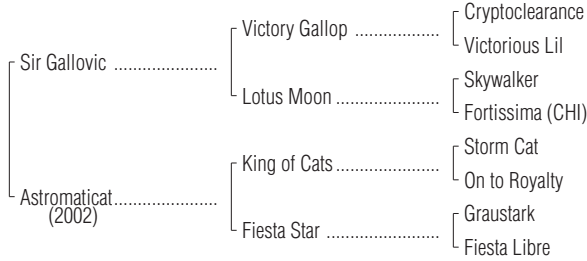 Cryptoclearance
Victory Gallop ..................
Victorious Lil
Sir Gallovic ......................
Skywalker
Lotus Moon ......................
Fortissima (CHI)
Storm Cat
King of Cats ......................
On to Royalty
Astromaticat......................
(2002)
Graustark
Fiesta Star ........................
Fiesta Libre